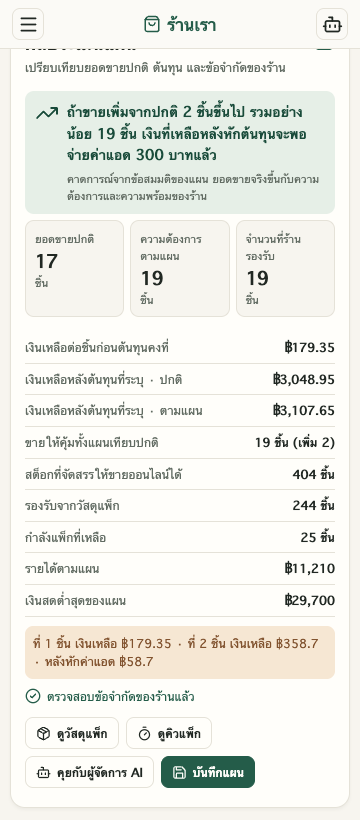 ร้านเรา
เปรียบเทียบยอดขายปกติ ต้นทุน และข้อจำกัดของร้าน
ถ้าขายเพิ่มจากปกติ 2 ชิ้นขึ้นไป รวมอย่าง
น้อย 19 ชิ้น เงินที่เหลือหลังหักต้นทุนจะพอ
จ่ายค่าแอด 300 บาทแล้ว
คาดการณ์จากข้อสมมติของแผน ยอดขายจริงขึ้นกับความ
ต้องการและความพร้อมของร้าน
ยอดขายปกติ
17
ชิ้น
ความต้องการ
ตามแผน
19
ชิ้น
จำนวนที่ร้าน
รองรับ
19
ชิ้น
เงินเหลือต่อชิ้นก่อนต้นทุนคงที่ ฿179.35
เงินเหลือหลังต้นทุนที่ระบุ · ปกติ ฿3,048.95
เงินเหลือหลังต้นทุนที่ระบุ · ตามแผน ฿3,107.65
ขายให้คุ้มทั้งแผนเทียบปกติ 19 ชิ้น (เพิ่ม 2)
สต็อกที่จัดสรรให้ขายออนไลน์ได้ 404 ชิ้น
รองรับจากวัสดุแพ็ก 244 ชิ้น
กำลังแพ็กที่เหลือ 25 ชิ้น
รายได้ตามแผน ฿11,210
เงินสดต่ำสุดของแผน ฿29,700
ที่ 1 ชิ้น เงินเหลือ ฿179.35 · ที่ 2 ชิ้น เงินเหลือ ฿358.7
· หลังหักค่าแอด ฿58.7
ตรวจสอบข้อจำกัดของร้านแล้ว
ดูวัสดุแพ็ก ดูคิวแพ็ก
คุยกับผู้จัดการ AI บันทึกแผน